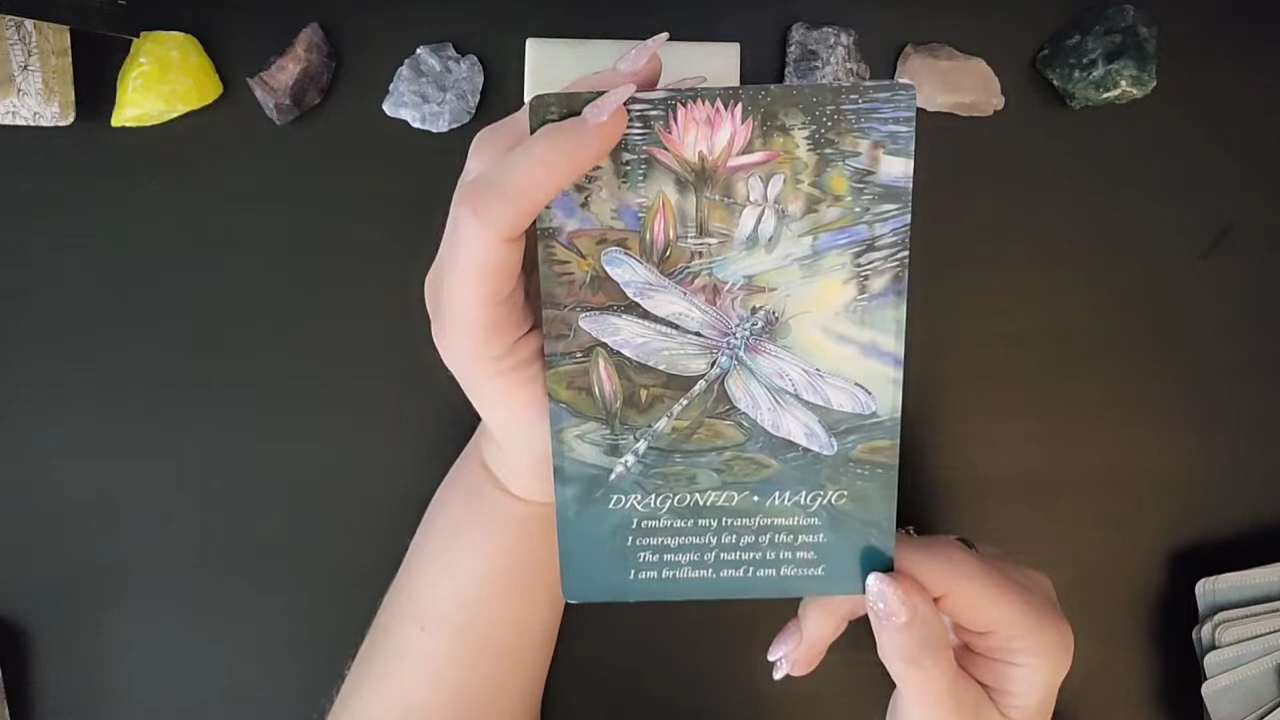 DRAGONFLY • MAGIC
I embrace my transformation.
I courageously let go of the past.
The magic of nature is in me.
I am brilliant, and I am blessed.